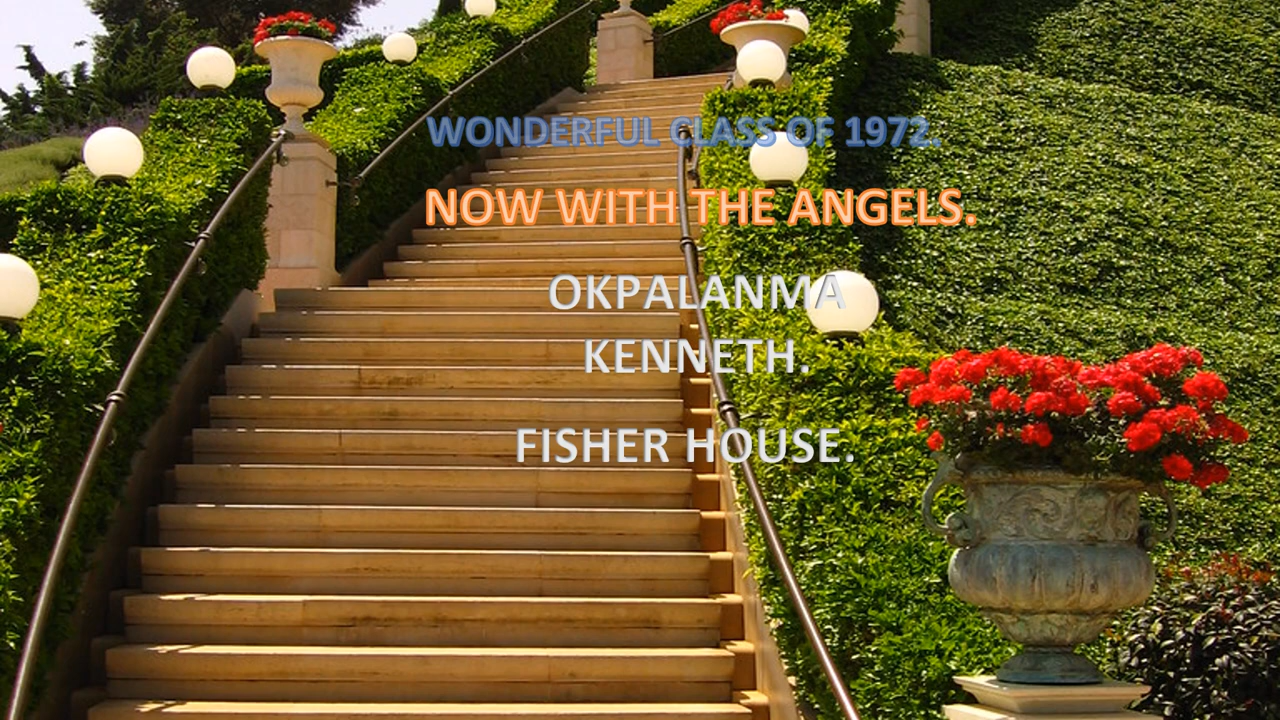 WONDERFUL CLASS OF 1972.
NOW WITH THE ANGELS.
OKPALANMA
KENNETH.
FISHER HOUSE.